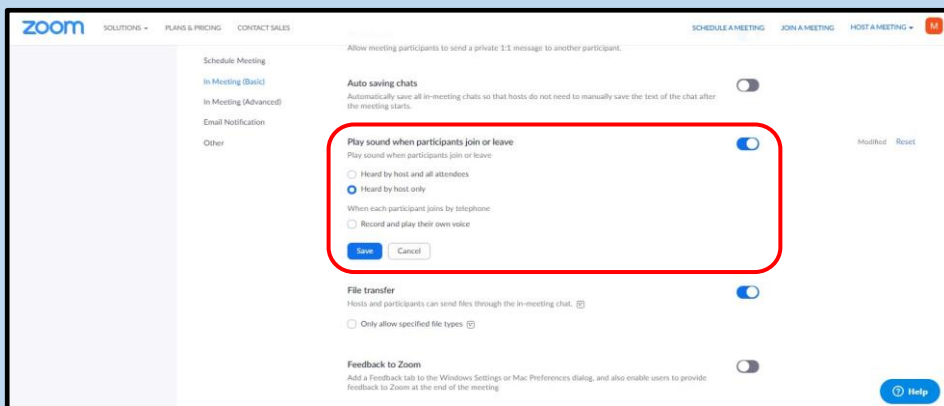 zoom SOLUTIONS PLANS & PRICING CONTACT SALES SCHEDULE A MEETING JOIN A MEETING HOST A MEETING M
Allow meeting participants to send a private 1:1 message to another participant.
Schedule Meeting
In Meeting (Basic)
In Meeting (Advanced)
Email Notification
Other
Auto saving chats
Automatically save all in-meeting chats so that hosts do not need to manually save the text of the chat after
the meeting starts.
Play sound when participants join or leave
Modified Reset
Play sound when participants join or leave
Heard by host and all attendees
Heard by host only
When each participant joins by telephone
Record and play their own voice
Save Cancel
File transfer
Hosts and participants can send files through the in-meeting chat.
Only allow specified file types
Feedback to Zoom
Add a Feedback tab to the Windows Settings or Mac Preferences dialog, and also enable users to provide
feedback to Zoom at the end of the meeting
Help